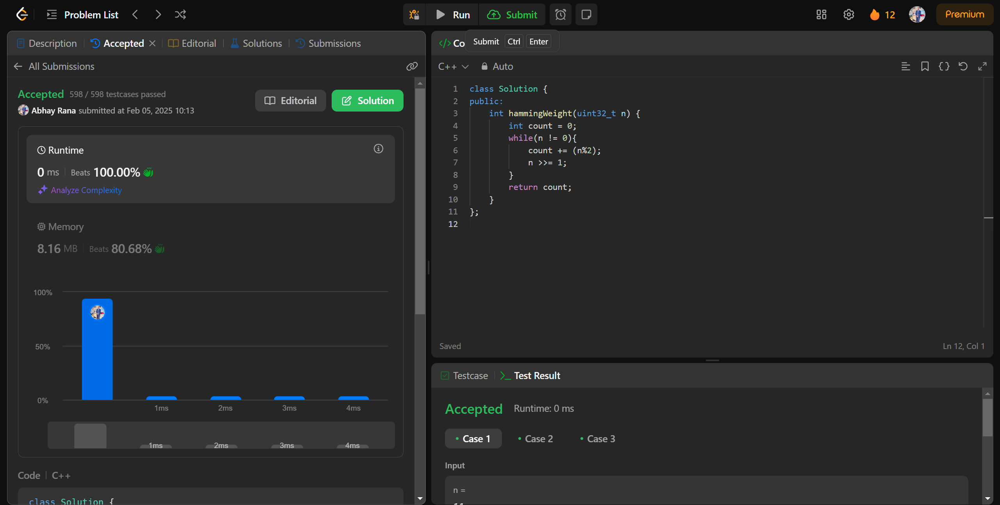 Problem List
Run
Submit
12
Premium
Description
Accepted
Editorial
Solutions
Submissions
All Submissions
Accepted 598 / 598 testcases passed
Abhay Rana submitted at Feb 05, 2025 10:13
Editorial
Solution
Runtime
0 ms
Beats 100.00%
Analyze Complexity
Memory
8.16 MB
Beats 80.68%
100%
50%
0%
1ms 2ms 3ms 4ms
1ms 2ms 3ms 4ms
Code
C++
class Solution {
</> Co
Submit Ctrl Enter
C++
Auto
1 class Solution {
2 public:
3 int hammingWeight(uint32_t n) {
4 int count = 0;
5 while(n != 0){
6 count += (n%2);
7 n >>= 1;
8 }
9 return count;
10 }
11 };
12
Saved
Ln 12, Col 1
Testcase
Test Result
Accepted Runtime: 0 ms
Case 1
Case 2
Case 3
Input
n =